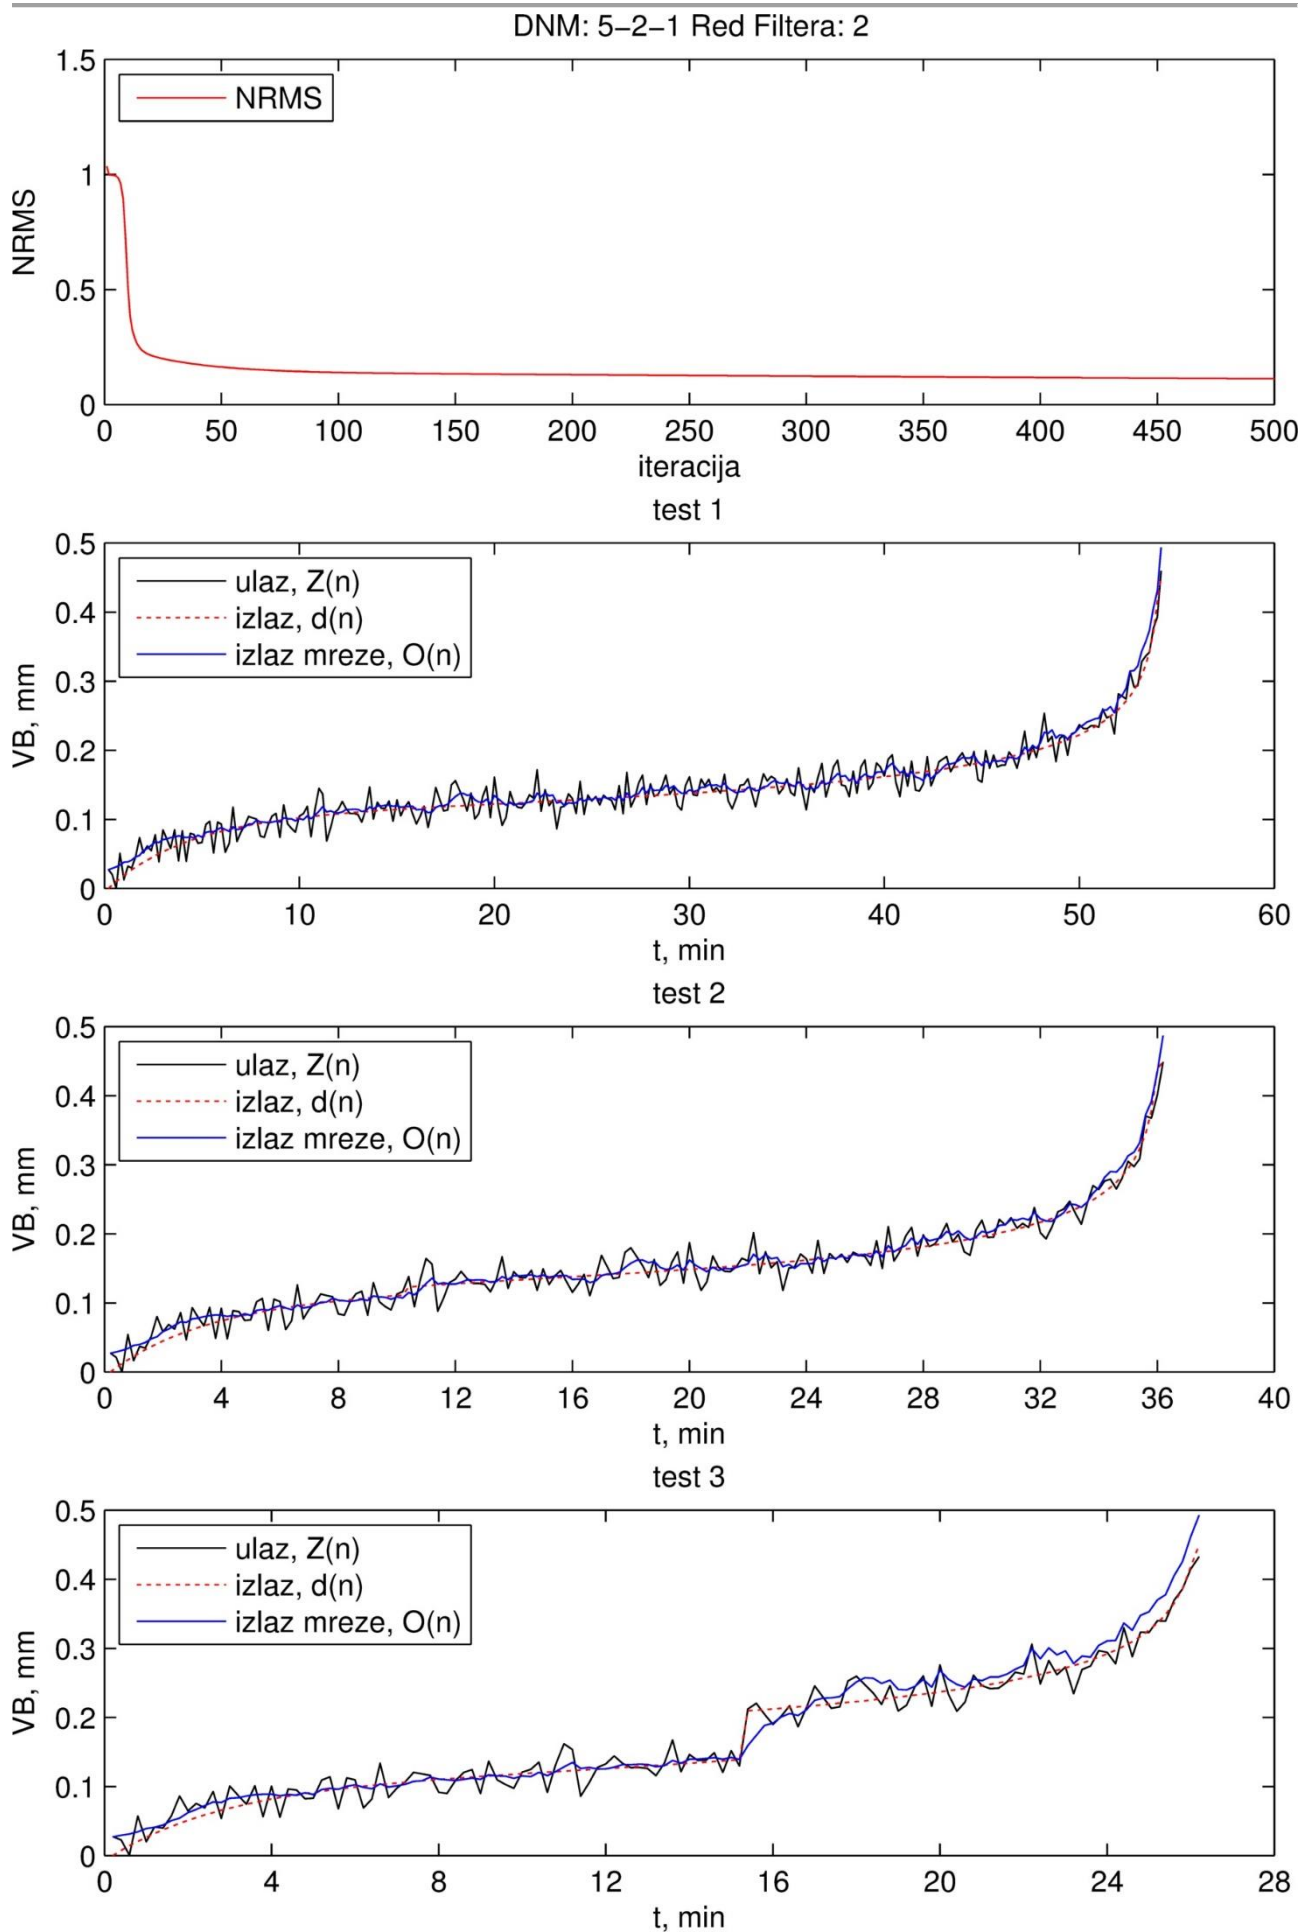 DNM: 5–2–1 Red Filtera: 2
1.5
1
0.5
0
NRMS
NRMS
0 50 100 150 200 250 300 350 400 450 500
iteracija
test 1
0.5
0.4
0.3
0.2
0.1
0
VB, mm
ulaz, Z(n)
izlaz, d(n)
izlaz mreze, O(n)
0 10 20 30 40 50 60
t, min
test 2
0.5
0.4
0.3
0.2
0.1
0
VB, mm
ulaz, Z(n)
izlaz, d(n)
izlaz mreze, O(n)
0 4 8 12 16 20 24 28 32 36 40
t, min
test 3
0.5
0.4
0.3
0.2
0.1
0
VB, mm
ulaz, Z(n)
izlaz, d(n)
izlaz mreze, O(n)
0 4 8 12 16 20 24 28
t, min